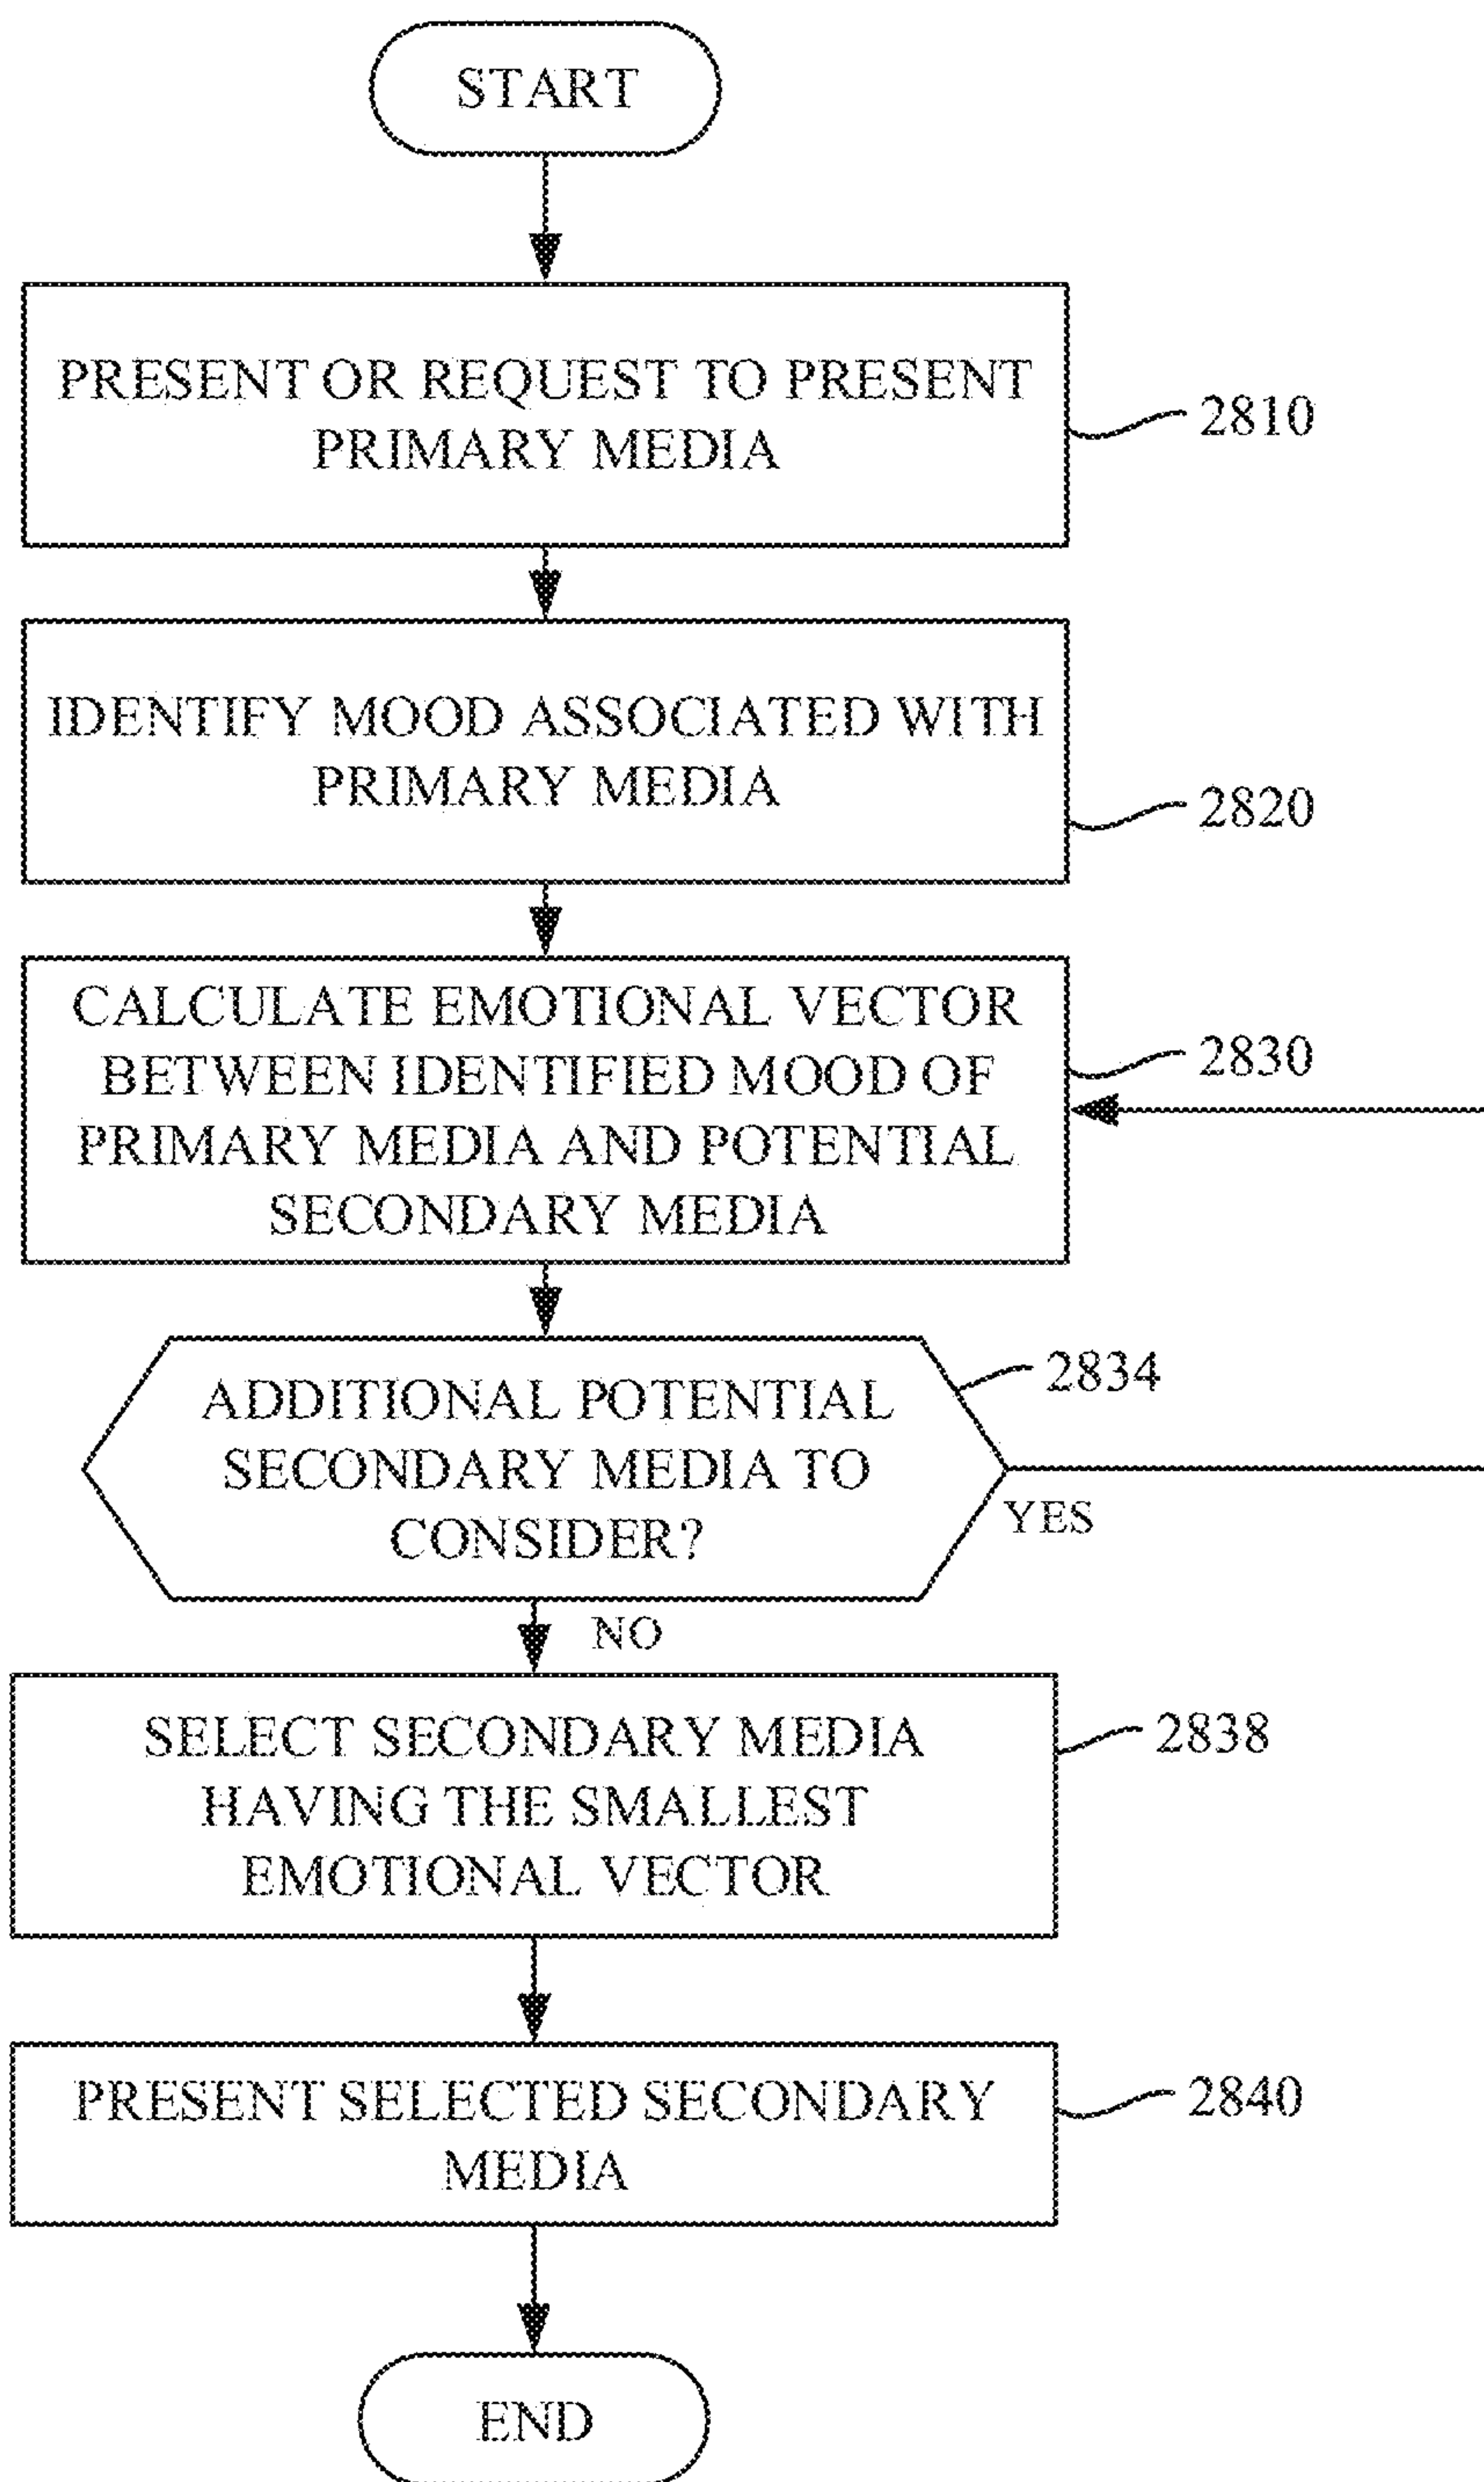 START
PRESENT OR REQUEST TO PRESENT
PRIMARY MEDIA
2810
IDENTIFY MOOD ASSOCIATED WITH
PRIMARY MEDIA
2820
CALCULATE EMOTIONAL VECTOR
BETWEEN IDENTIFIED MOOD OF
PRIMARY MEDIA AND POTENTIAL
SECONDARY MEDIA
2830
ADDITIONAL POTENTIAL
SECONDARY MEDIA TO
CONSIDER?
2834
YES
NO
SELECT SECONDARY MEDIA
HAVING THE SMALLEST
EMOTIONAL VECTOR
2838
PRESENT SELECTED SECONDARY
MEDIA
2840
END